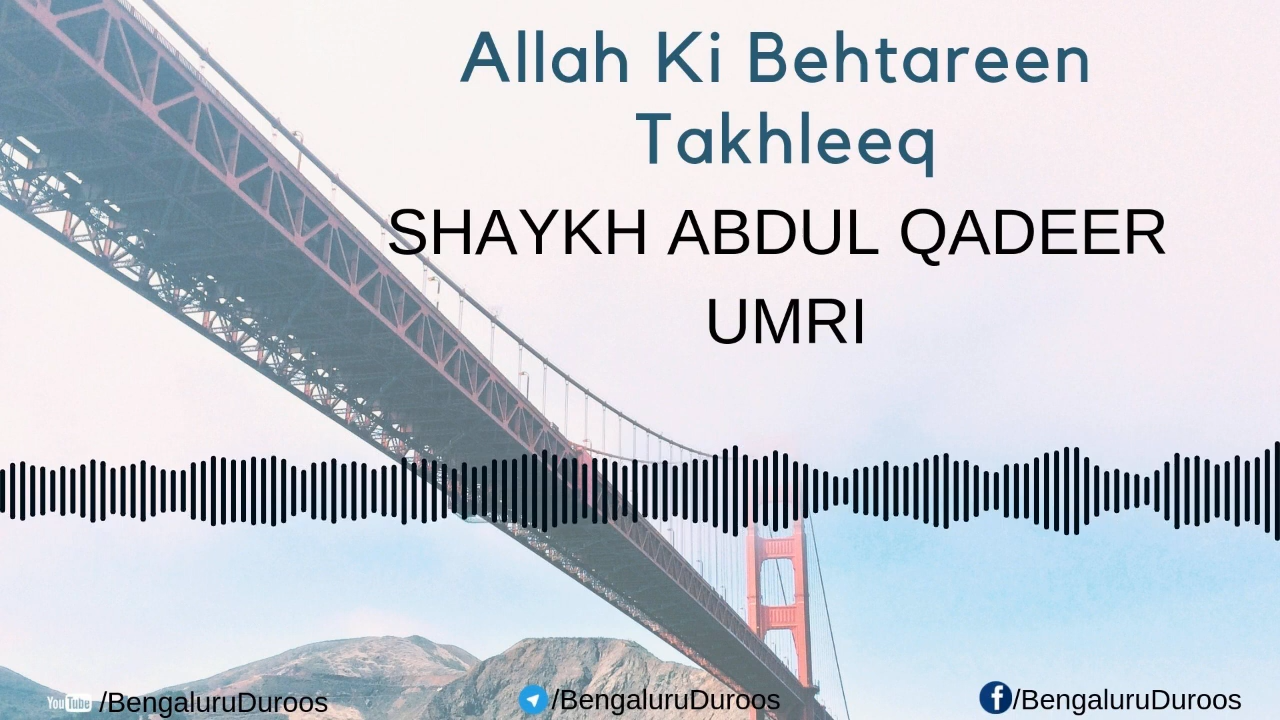 Allah Ki Behtareen
Takhleeq
SHAYKH ABDUL QADEER
UMRI
YouTube /BengaluruDuroos
/BengaluruDuroos
/BengaluruDuroos